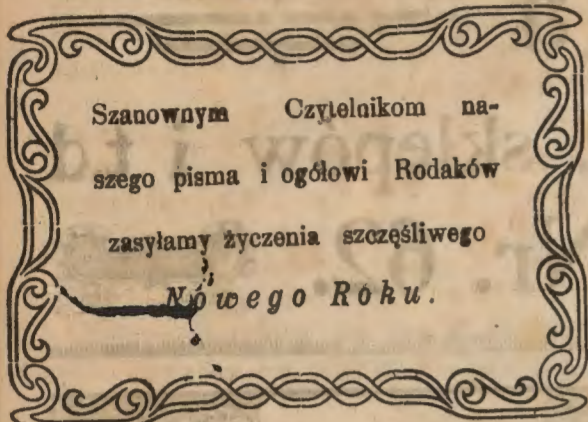 Szanownym Czytelnikom na-
szego pisma i ogółowi Rodaków
zasyłamy życzenia szczęśliwego
Nowego Roku.